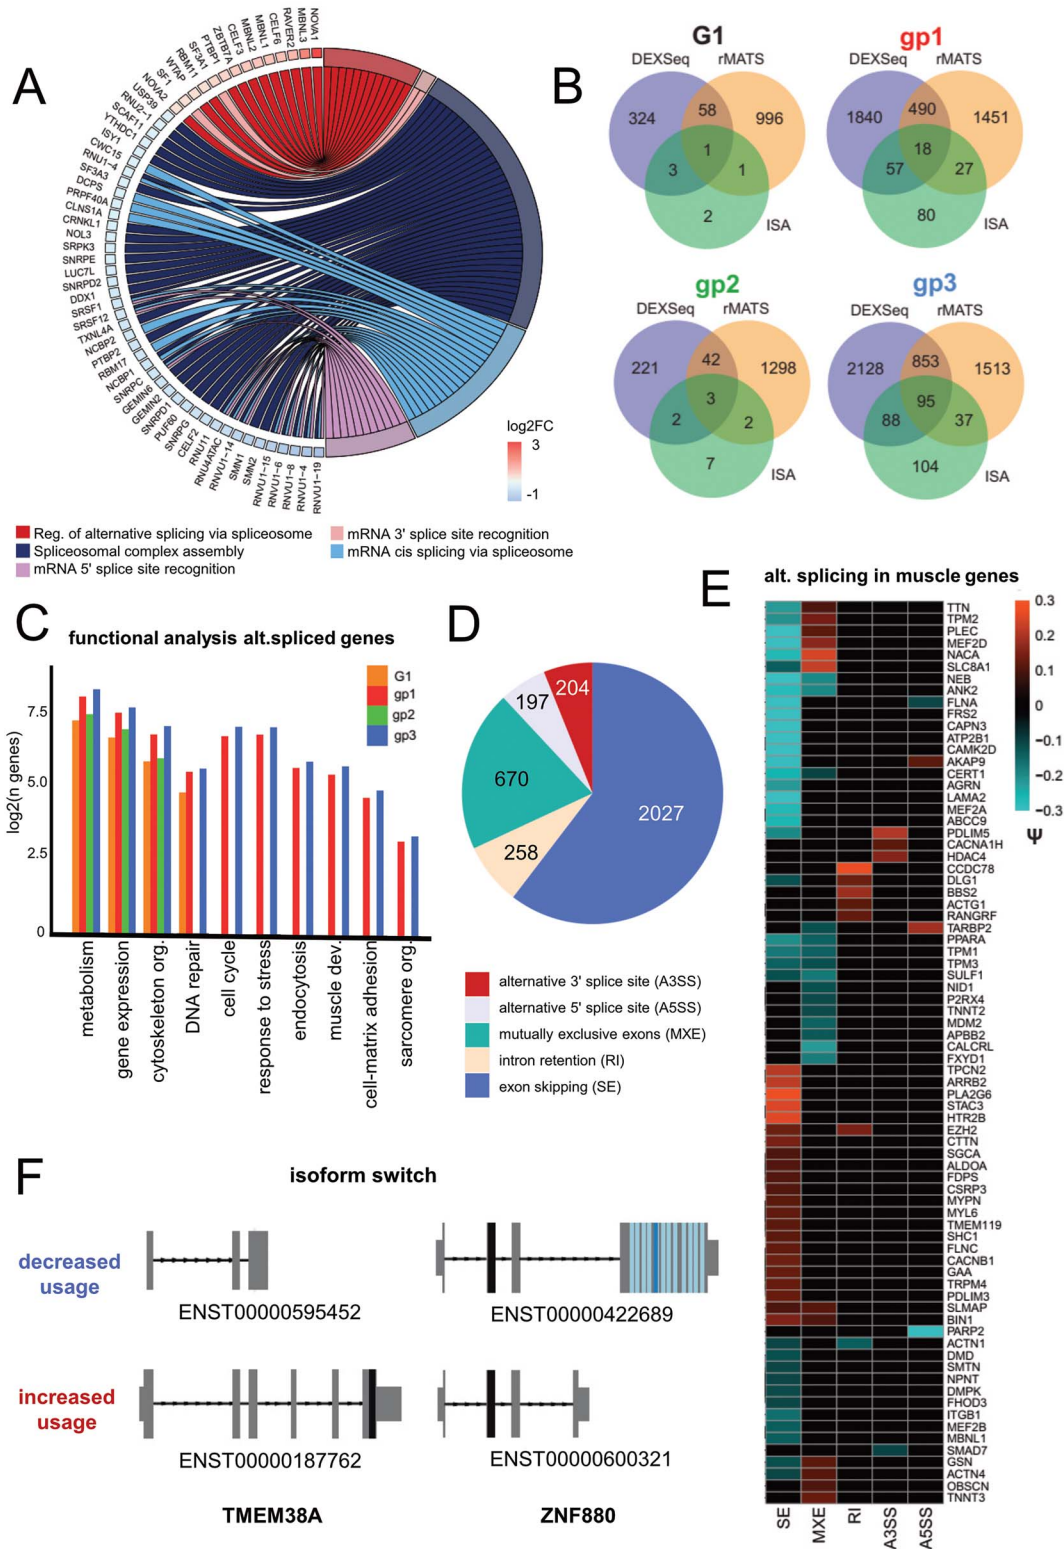 A
NOVA1
MBNL3
RAVER2
CELF6
MBNL1
MBNL2
CELF3
ZBTB7A
PTBP1
SF3A1
RBM11
WTAP
SF1
NOVA2
USP39
RNU2-1
SCAF11
YTHDC1
ISY1
CWC15
RNU1-4
SF3A3
DCPS
PRPF40A
CLNS1A
CRNKL1
NOL3
SRPK3
SNRPE
LUC7L
SNRPD2
DDX1
SRSF1
SRSF12
TXNL4A
NCBP2
PTBP2
RBM17
NCBP1
SNRPC
GEMIN6
GEMIN2
SNRPD1
PUF60
SNRPG
CELF2
RNU11
RNU4ATAC
RNVU1-14
SMN1
SMN2
RNVU1-15
RNVU1-6
RNVU1-8
RNVU1-4
RNVU1-19
log2FC
3
-1
Reg. of alternative splicing via spliceosome
Spliceosomal complex assembly
mRNA 5' splice site recognition
mRNA 3' splice site recognition
mRNA cis splicing via spliceosome
B
G1
DEXSeq rMATS
324 58 996
1
3 1
2
ISA
gp1
DEXSeq rMATS
1840 490 1451
18
57 27
80
ISA
gp2
DEXSeq rMATS
221 42 1298
3
2 2
7
ISA
gp3
DEXSeq rMATS
2128 853 1513
95
88 37
104
ISA
C
functional analysis alt.spliced genes
log2(n genes)
7.5
5.0
2.5
0
G1
gp1
gp2
gp3
metabolism
gene expression
cytoskeleton org.
DNA repair
cell cycle
response to stress
endocytosis
muscle dev.
cell-matrix adhesion
sarcomere org.
D
204
197
670
258
2027
alternative 3' splice site (A3SS)
alternative 5' splice site (A5SS)
mutually exclusive exons (MXE)
intron retention (RI)
exon skipping (SE)
E
alt. splicing in muscle genes
TTN
TPM2
PLEC
MEF2D
NACA
SLC8A1
NEB
ANK2
FLNA
FRS2
CAPN3
ATP2B1
CAMK2D
AKAP9
CERT1
AGRN
LAMA2
MEF2A
ABCC9
PDLIM5
CACNA1H
HDAC4
CCDC78
DLG1
BBS2
ACTG1
RANGRF
TARBP2
PPARA
TPM1
TPM3
SULF1
NID1
P2RX4
TNNT2
MDM2
APBB2
CALCRL
FXYD1
TPCN2
ARRB2
PLA2G6
STAC3
HTR2B
EZH2
CTTN
SGCA
ALDOA
FDPS
CSRP3
MYPN
MYL6
TMEM119
SHC1
FLNC
CACNB1
GAA
TRPM4
PDLIM3
SLMAP
BIN1
PARP2
ACTN1
DMD
SMTN
NPNT
DMPK
FHOD3
ITGB1
MEF2B
MBNL1
SMAD7
GSN
ACTN4
OBSCN
TNNT3
SE
MXE
RI
A3SS
A5SS
0.3
0.2
0.1
0
−0.1
−0.2
−0.3
Ψ
F
isoform switch
decreased
usage
ENST00000595452
ENST00000422689
increased
usage
ENST00000187762
ENST00000600321
TMEM38A
ZNF880